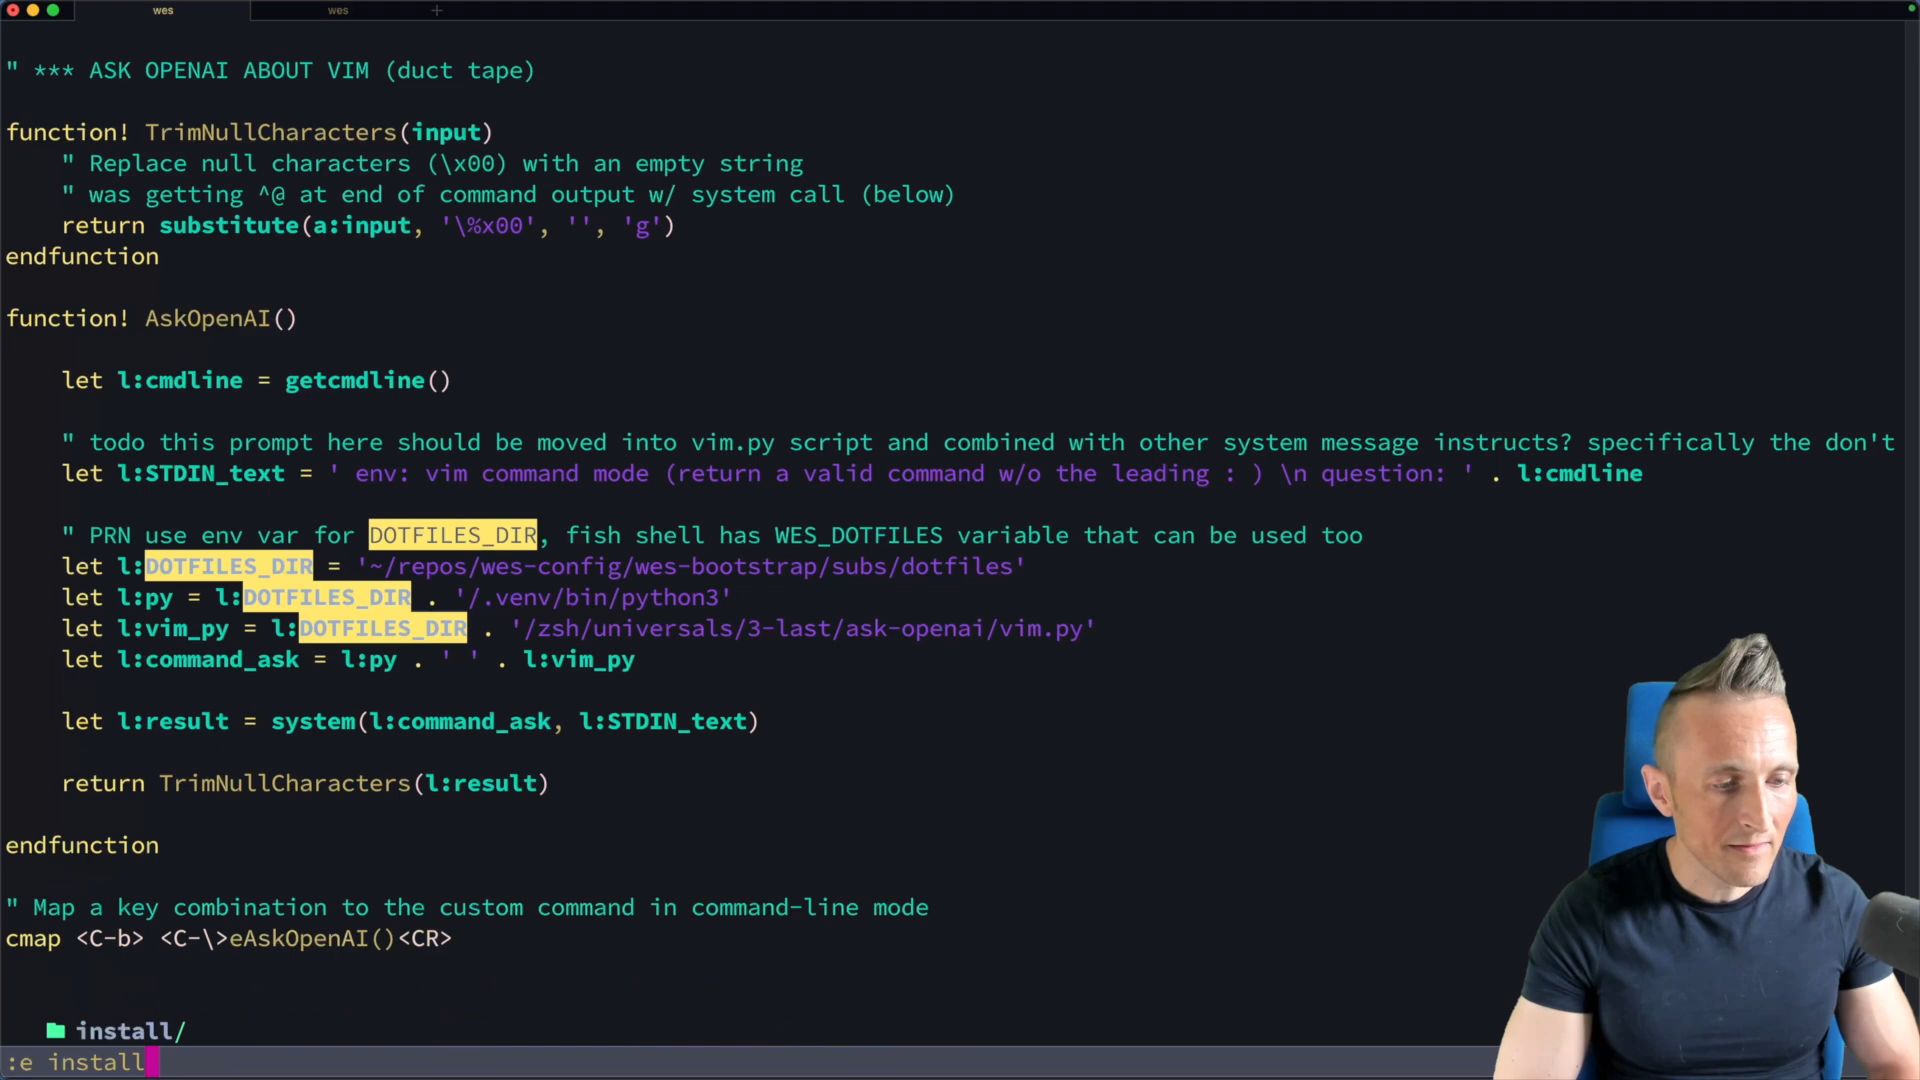 wes
wes
+
" *** ASK OPENAI ABOUT VIM (duct tape)
function! TrimNullCharacters(input)
" Replace null characters (\x00) with an empty string
" was getting ^@ at end of command output w/ system call (below)
return substitute(a:input, '\%x00', '', 'g')
endfunction
function! AskOpenAI()
let l:cmdline = getcmdline()
" todo this prompt here should be moved into vim.py script and combined with other system message instructs? specifically the don't
let l:STDIN_text = ' env: vim command mode (return a valid command w/o the leading : ) \n question: ' . l:cmdline
" PRN use env var for DOTFILES_DIR, fish shell has WES_DOTFILES variable that can be used too
let l:DOTFILES_DIR = '~/repos/wes-config/wes-bootstrap/subs/dotfiles'
let l:py = l:DOTFILES_DIR . '/.venv/bin/python3'
let l:vim_py = l:DOTFILES_DIR . '/zsh/universals/3-last/ask-openai/vim.py'
let l:command_ask = l:py . ' ' . l:vim_py
let l:result = system(l:command_ask, l:STDIN_text)
return TrimNullCharacters(l:result)
endfunction
" Map a key combination to the custom command in command-line mode
cmap <C-b> <C-\>eAskOpenAI()<CR>
install/
:e install